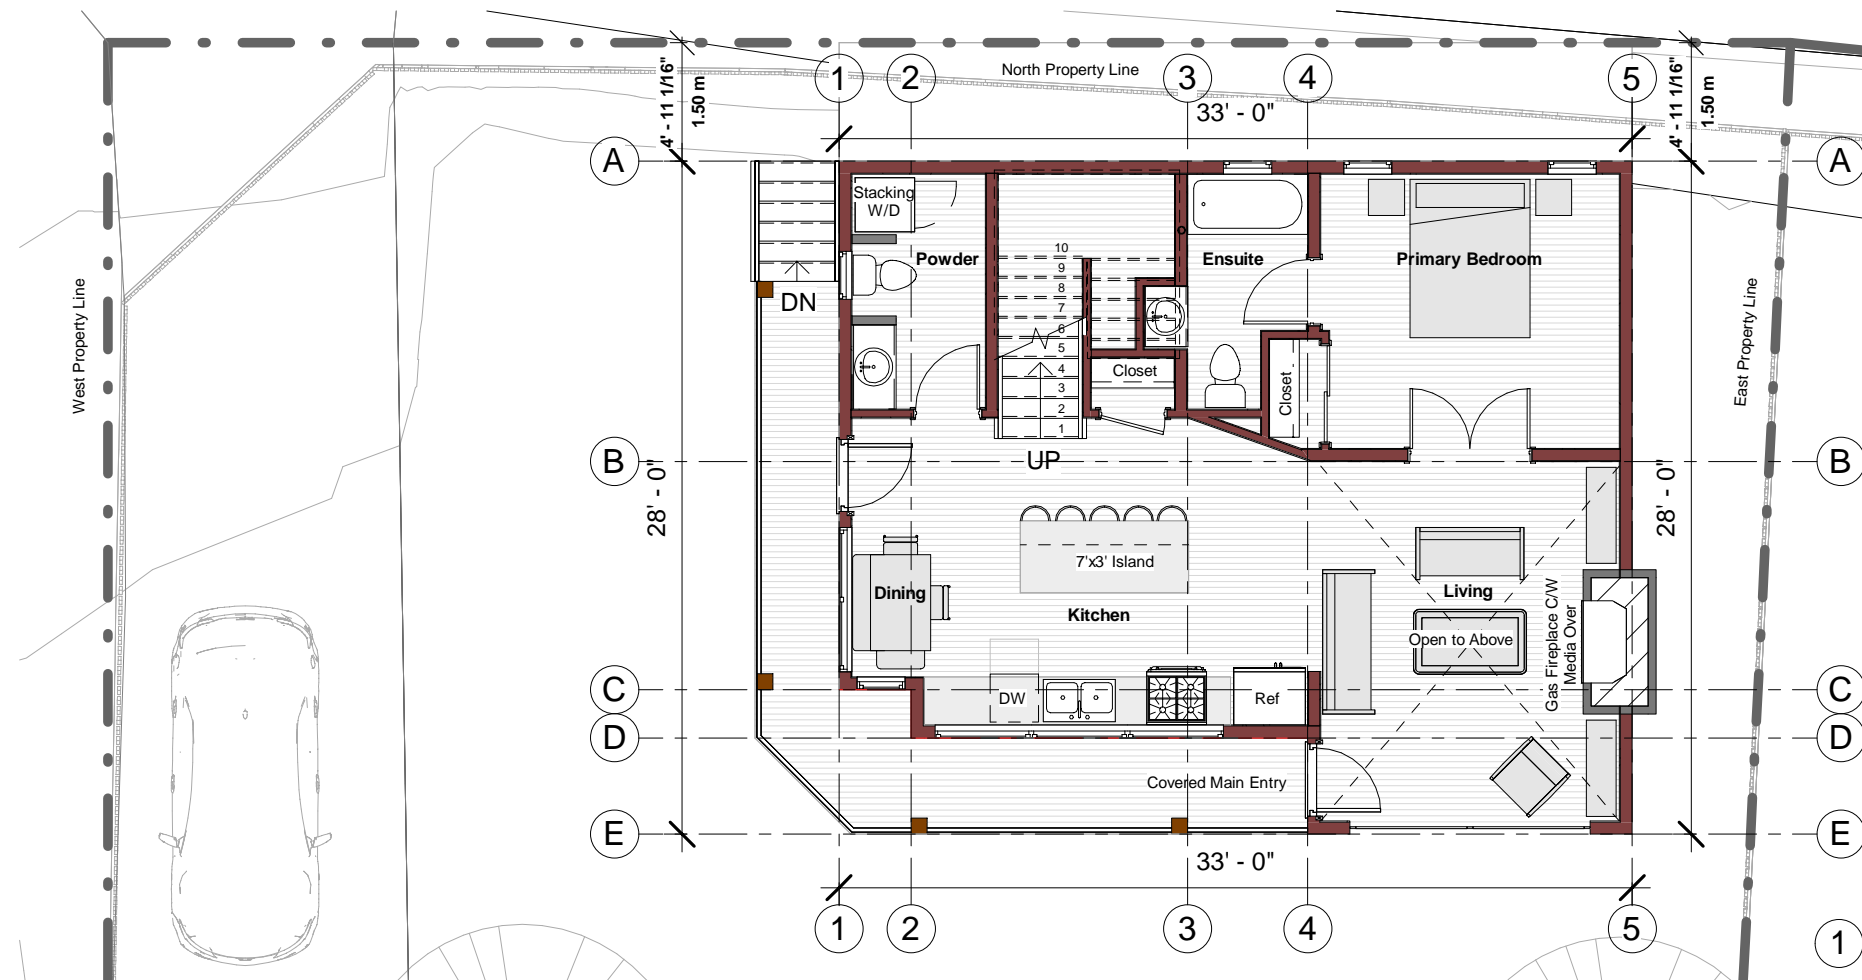 North Property Line
1
2
3
4
5
4' - 11 1/16"
1.50 m
33' - 0"
4' - 11 1/16"
1.50 m
A
A
Stacking
W/D
Powder
Ensuite
Primary Bedroom
10
9
8
7
6
5
4
3
2
1
DN
West Property Line
East Property Line
Closet
Closet
UP
B
B
28' - 0"
28' - 0"
7'x3' Island
Dining
Kitchen
Living
Open to Above
Gas Fireplace C/W
Media Over
C
C
DW
Ref
D
D
Covered Main Entry
E
E
33' - 0"
1
2
3
4
5
1